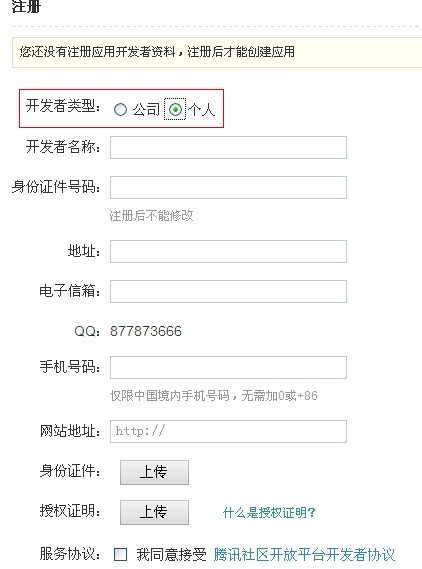 注册
您还没有注册应用开发者资料，注册后才能创建应用
开发者类型： 公司 个人
开发者名称：
身份证件号码：
注册后不能修改
地址：
电子信箱：
QQ： 877873666
手机号码：
仅限中国境内手机号码，无需加0或+86
网站地址： http://
身份证件： 上传
授权证明： 上传 什么是授权证明?
服务协议： 我同意接受 腾讯社区开放平台开发者协议